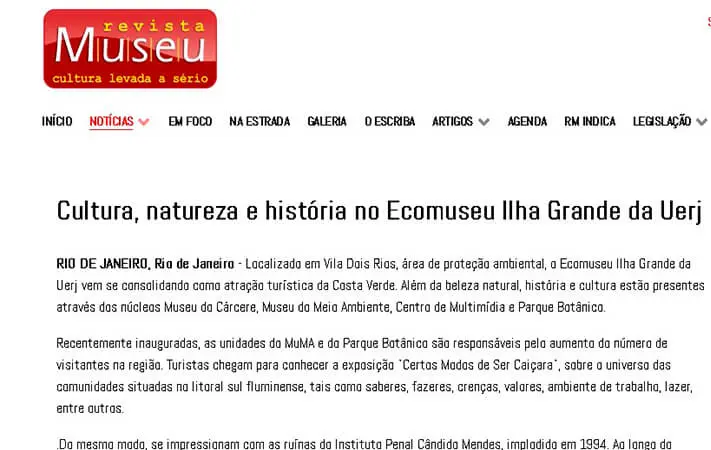 revista
Museu
cultura levada a sério
S
INÍCIO NOTÍCIAS EM FOCO NA ESTRADA GALERIA O ESCRIBA ARTIGOS AGENDA RM INDICA LEGISLAÇÃO
Cultura, natureza e história no Ecomuseu Ilha Grande da Uerj
RIO DE JANEIRO, Rio de Janeiro - Localizado em Vila Dois Rios, área de proteção ambiental, o Ecomuseu Ilha Grande da
Uerj vem se consolidando como atração turística da Costa Verde. Além da beleza natural, história e cultura estão presentes
através dos núcleos Museu do Cárcere, Museu do Meio Ambiente, Centro de Multimídia e Parque Botânico.
Recentemente inauguradas, as unidades do MuMA e do Parque Botânico são responsáveis pelo aumento do número de
visitantes na região. Turistas chegam para conhecer a exposição "Certos Modos de Ser Caiçara", sobre o universo das
comunidades situadas no litoral sul fluminense, tais como saberes, fazeres, crenças, valores, ambiente de trabalho, lazer,
entre outros.
.Do mesmo modo, se impressionam com as ruínas do Instituto Penal Cândido Mendes, implodido em 1994. Ao longo da